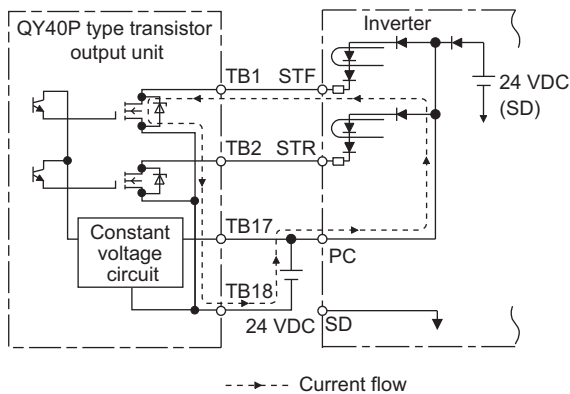 QY40P type transistor
output unit
Inverter
TB1 STF
24 VDC
(SD)
TB2 STR
Constant
voltage
circuit
TB17
PC
TB18
24 VDC
SD
Current flow